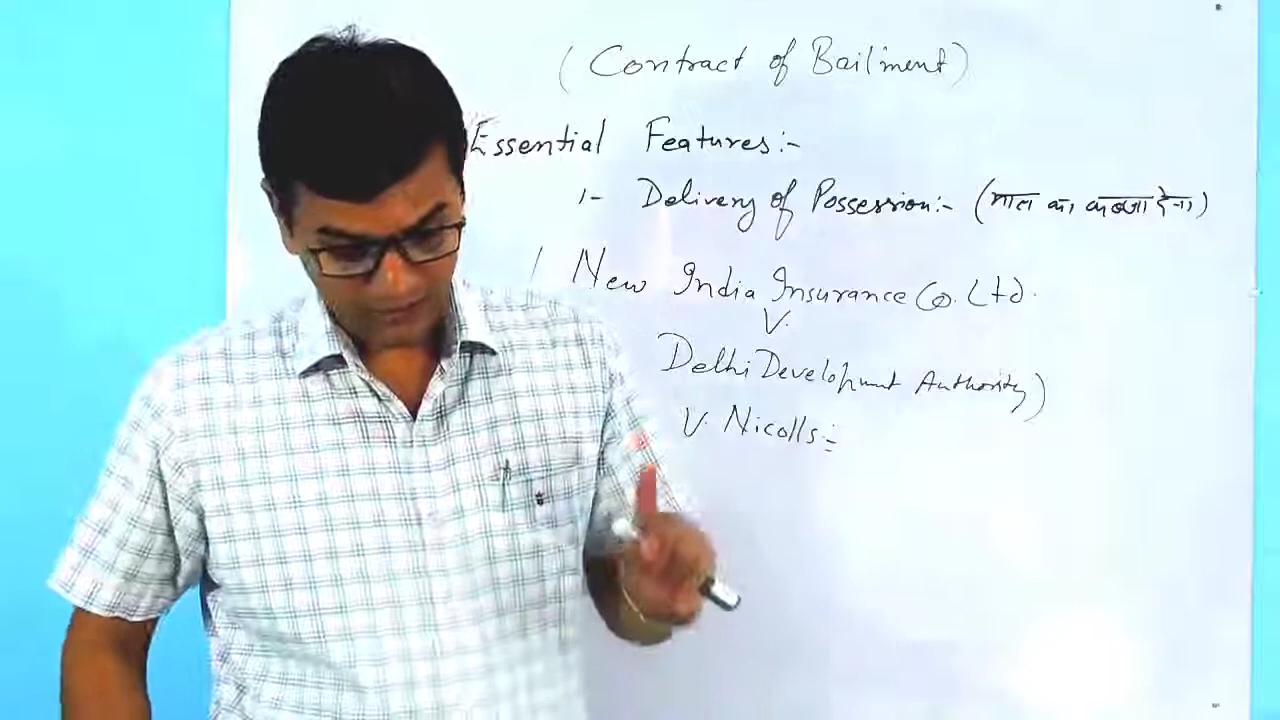 (Contract of Bailment)
Essential Features:-
1- Delivery of Possession:- (माल का कब्जा देना)
New India Insurance Co. Ltd.
V.
Delhi Development Authority)
V. Nicolls:-